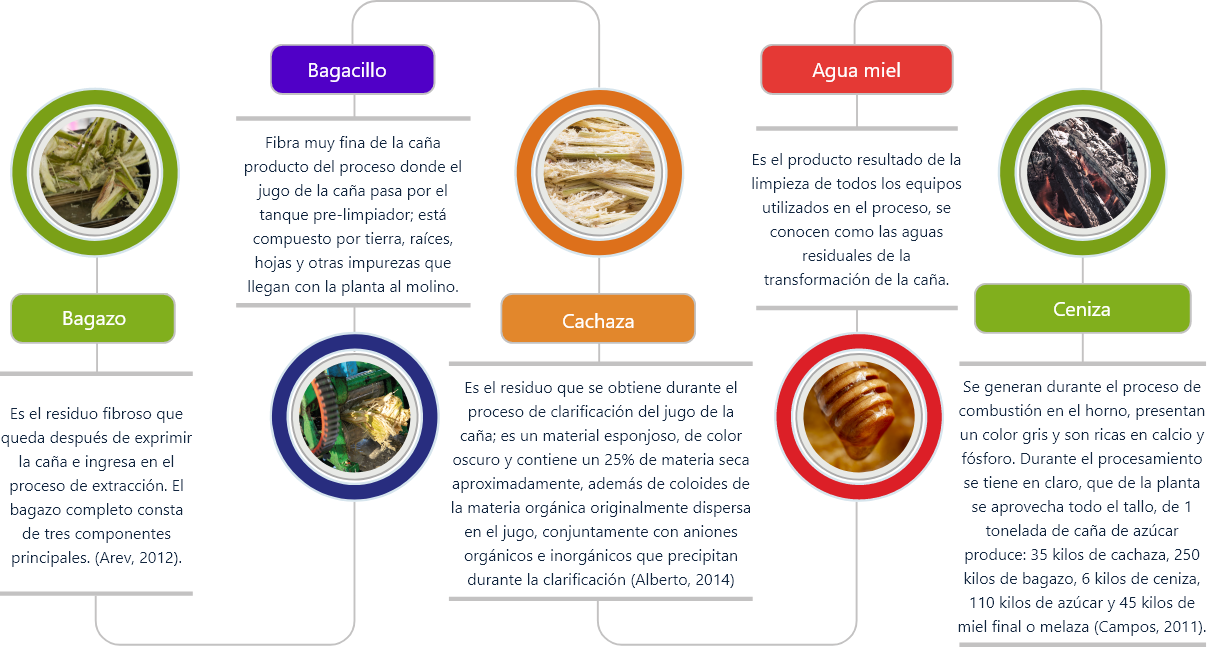 Bagazo
Es el residuo fibroso que
queda después de exprimir
la caña e ingresa en el
proceso de extracción. El
bagazo completo consta
de tres componentes
principales. (Arev, 2012).
Bagacillo
Fibra muy fina de la caña
producto del proceso donde el
jugo de la caña pasa por el
tanque pre-limpiador; está
compuesto por tierra, raíces,
hojas y otras impurezas que
llegan con la planta al molino.
Cachaza
Es el residuo que se obtiene durante el
proceso de clarificación del jugo de la
caña; es un material esponjoso, de color
oscuro y contiene un 25% de materia seca
aproximadamente, además de coloides de
la materia orgánica originalmente dispersa
en el jugo, conjuntamente con aniones
orgánicos e inorgánicos que precipitan
durante la clarificación (Alberto, 2014)
Agua miel
Es el producto resultado de la
limpieza de todos los equipos
utilizados en el proceso, se
conocen como las aguas
residuales de la
transformación de la caña.
Ceniza
Se generan durante el proceso de
combustión en el horno, presentan
un color gris y son ricas en calcio y
fósforo. Durante el procesamiento
se tiene en claro, que de la planta
se aprovecha todo el tallo, de 1
tonelada de caña de azúcar
produce: 35 kilos de cachaza, 250
kilos de bagazo, 6 kilos de ceniza,
110 kilos de azúcar y 45 kilos de
miel final o melaza (Campos, 2011).